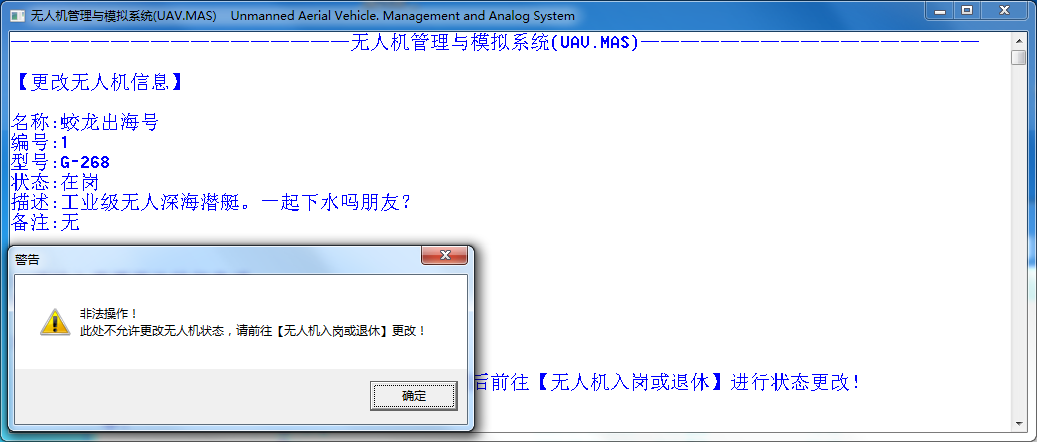 无人机管理与模拟系统(UAV.MAS) Unmanned Aerial Vehicle. Management and Analog System
————————————————无人机管理与模拟系统(UAV.MAS)————————————————
【更改无人机信息】
名称:蛟龙出海号
编号:1
型号:G-268
状态:在岗
描述:工业级无人深海潜艇。一起下水吗朋友?
备注:无
警告
非法操作！
此处不允许更改无人机状态，请前往【无人机入岗或退休】更改！
后前往【无人机入岗或退休】进行状态更改!
确定